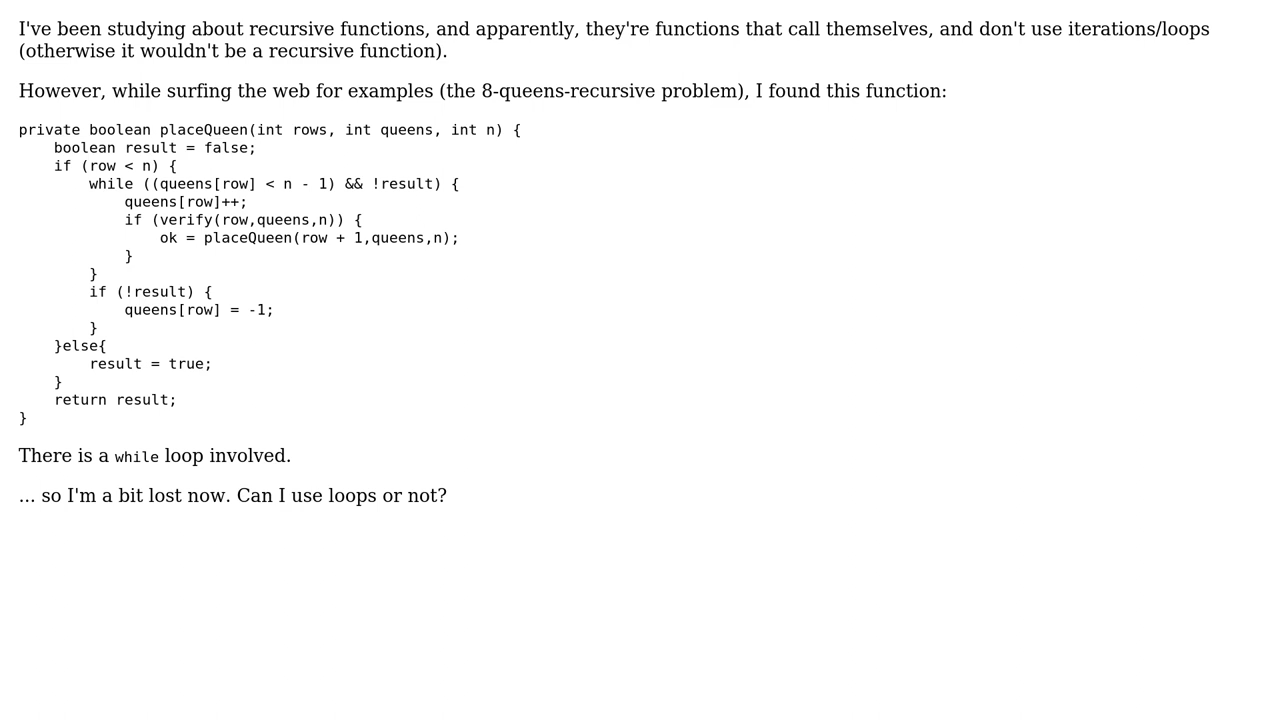 I've been studying about recursive functions, and apparently, they're functions that call themselves, and don't use iterations/loops
(otherwise it wouldn't be a recursive function).
However, while surfing the web for examples (the 8-queens-recursive problem), I found this function:
private boolean placeQueen(int rows, int queens, int n) {
    boolean result = false;
    if (row < n) {
        while ((queens[row] < n - 1) && !result) {
            queens[row]++;
            if (verify(row,queens,n)) {
                ok = placeQueen(row + 1,queens,n);
            }
        }
        if (!result) {
            queens[row] = -1;
        }
    }else{
        result = true;
    }
    return result;
}
There is a while loop involved.
... so I'm a bit lost now. Can I use loops or not?